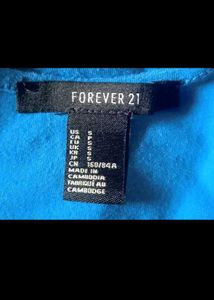 FOREVER 21
US S
CA P
EU S
UK S
KR S
JP S
CN 160/84A
MADE IN
CAMBODIA
FABRIQUÉ AU
CAMBODGE